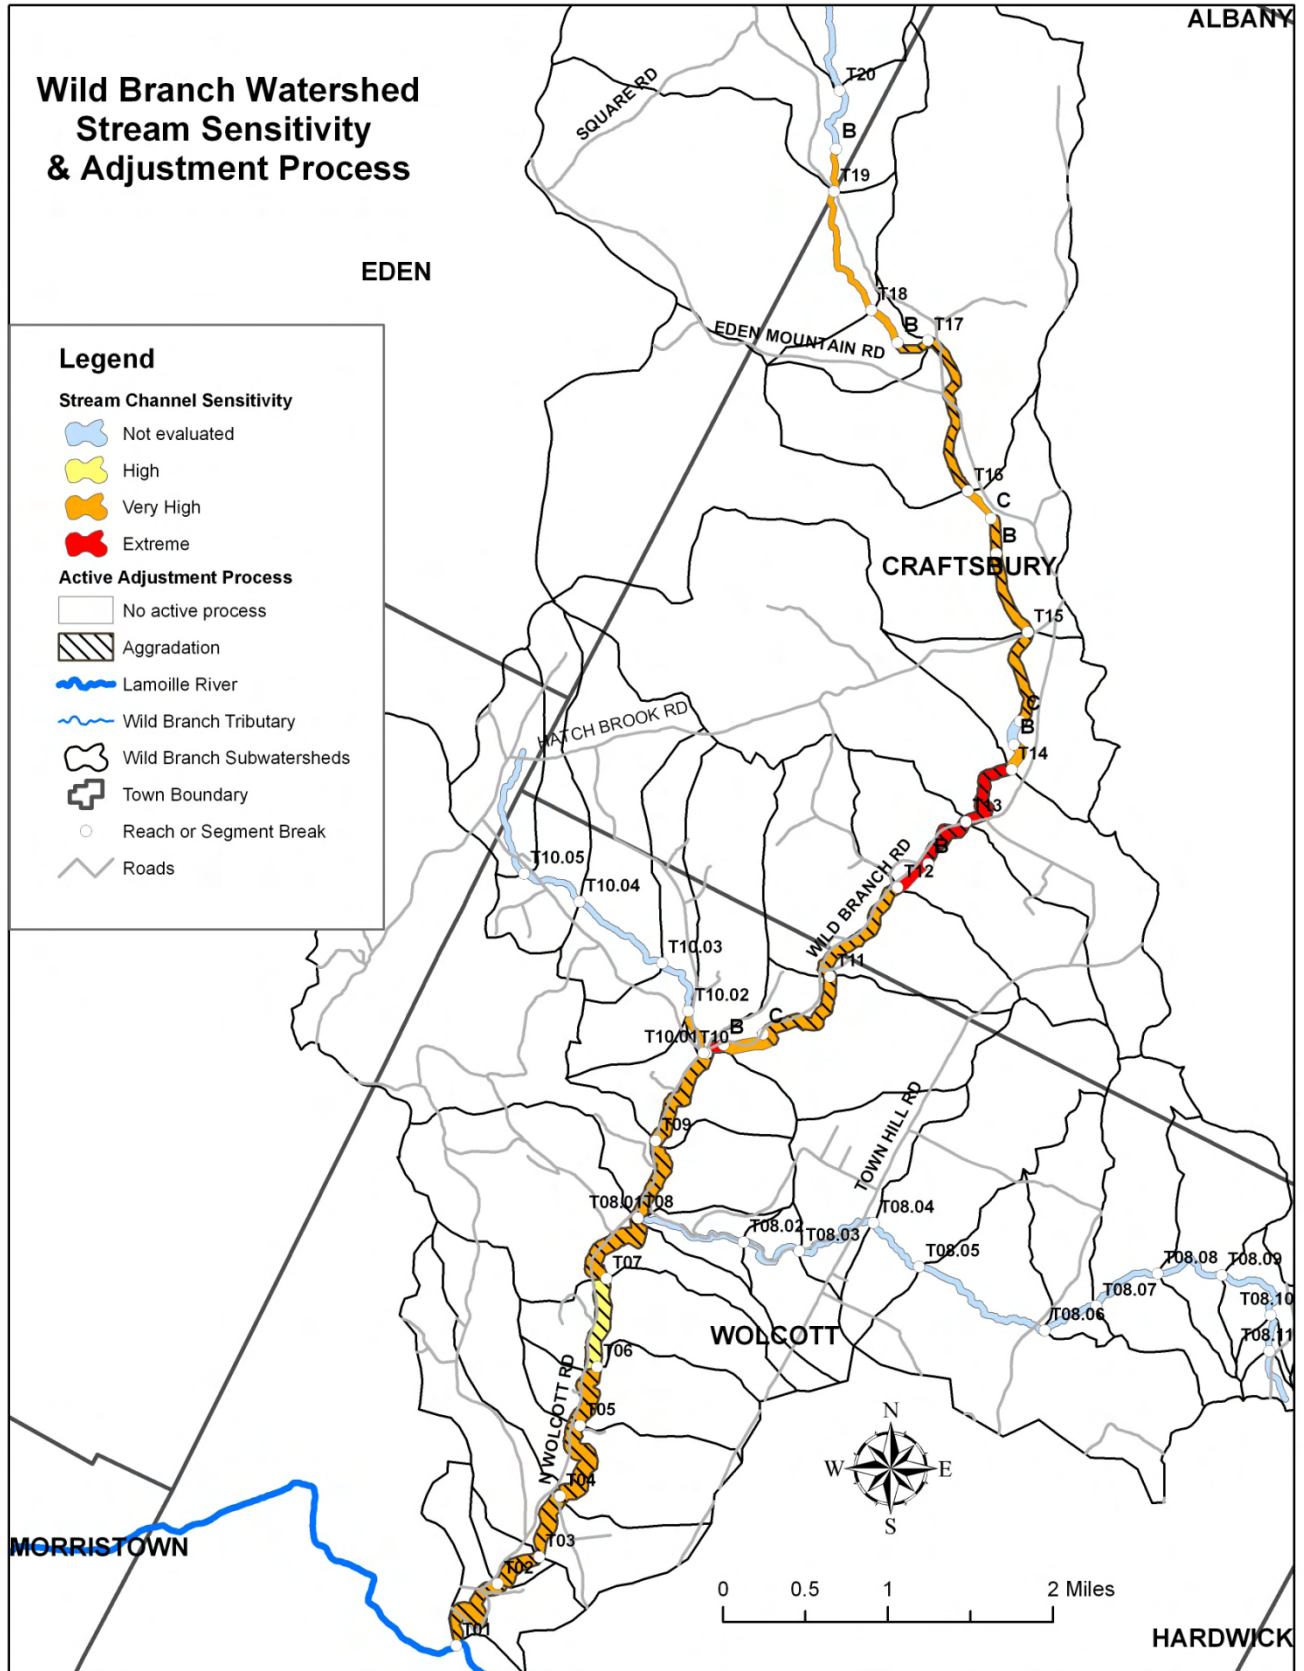 Wild Branch Watershed
Stream Sensitivity
& Adjustment Process
ALBANY
SQUARE RD
T20
B
T19
EDEN
T18
B
T17
EDEN MOUNTAIN RD
Legend
Stream Channel Sensitivity
Not evaluated
High
Very High
Extreme
Active Adjustment Process
No active process
Aggradation
Lamoille River
Wild Branch Tributary
Wild Branch Subwatersheds
Town Boundary
Reach or Segment Break
Roads
T16
C
B
CRAFTSBURY
T15
C
B
T14
HATCH BROOK RD
T13
B
WILD BRANCH RD
T12
T10.05
T10.04
T10.03
T11
T10.02
T10.01
T10
B
C
T09
TOWN HILL RD
T08.01
T08
T08.02
T08.03
T08.04
T08.05
T08.06
T08.07
T08.08
T08.09
T08.10
T08.11
T07
WOLCOTT
T06
N WOLCOTT RD
T05
T04
N
W
E
S
T03
T02
T01
MORRISTOWN
0 0.5 1 2 Miles
HARDWICK